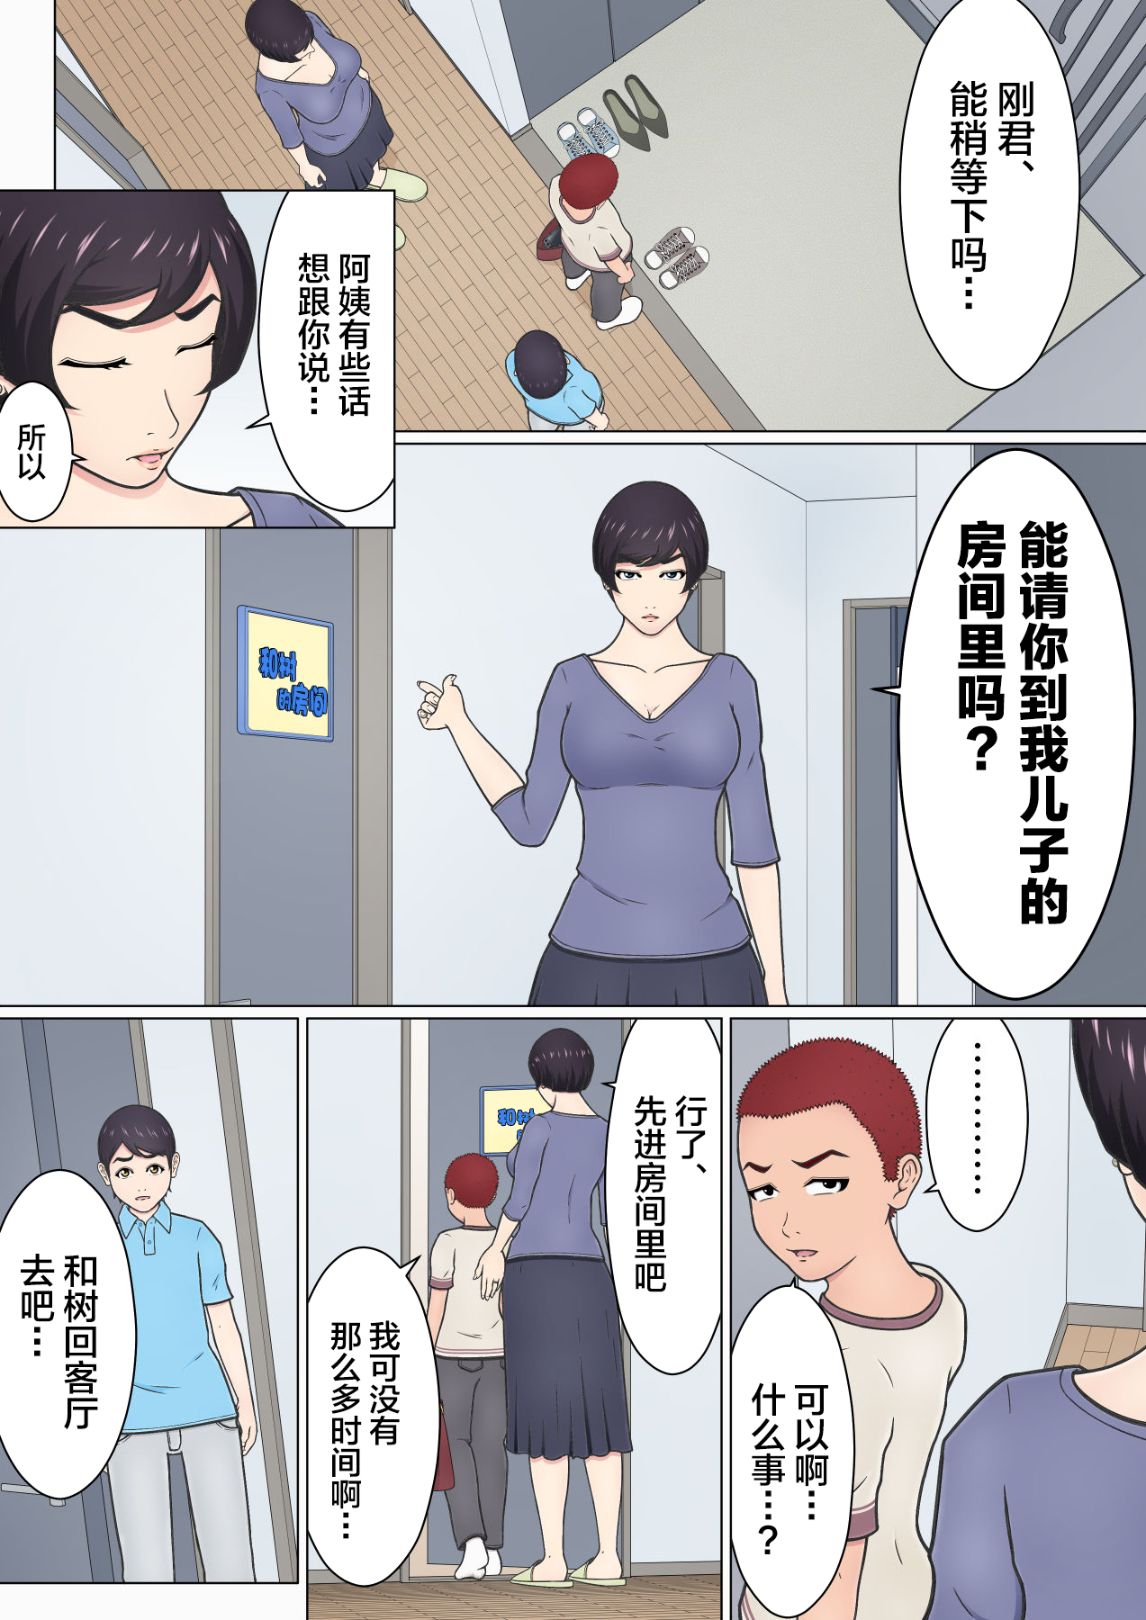 刚君、
能稍等下吗…
阿姨有些话
想跟你说…
所以
能请你到我儿子的
房间里吗？
和树
的房间
………
可以啊…
什么事…？
行了、
先进房间里吧
和树
我可没有
那么多时间啊…
和树回客厅
去吧…